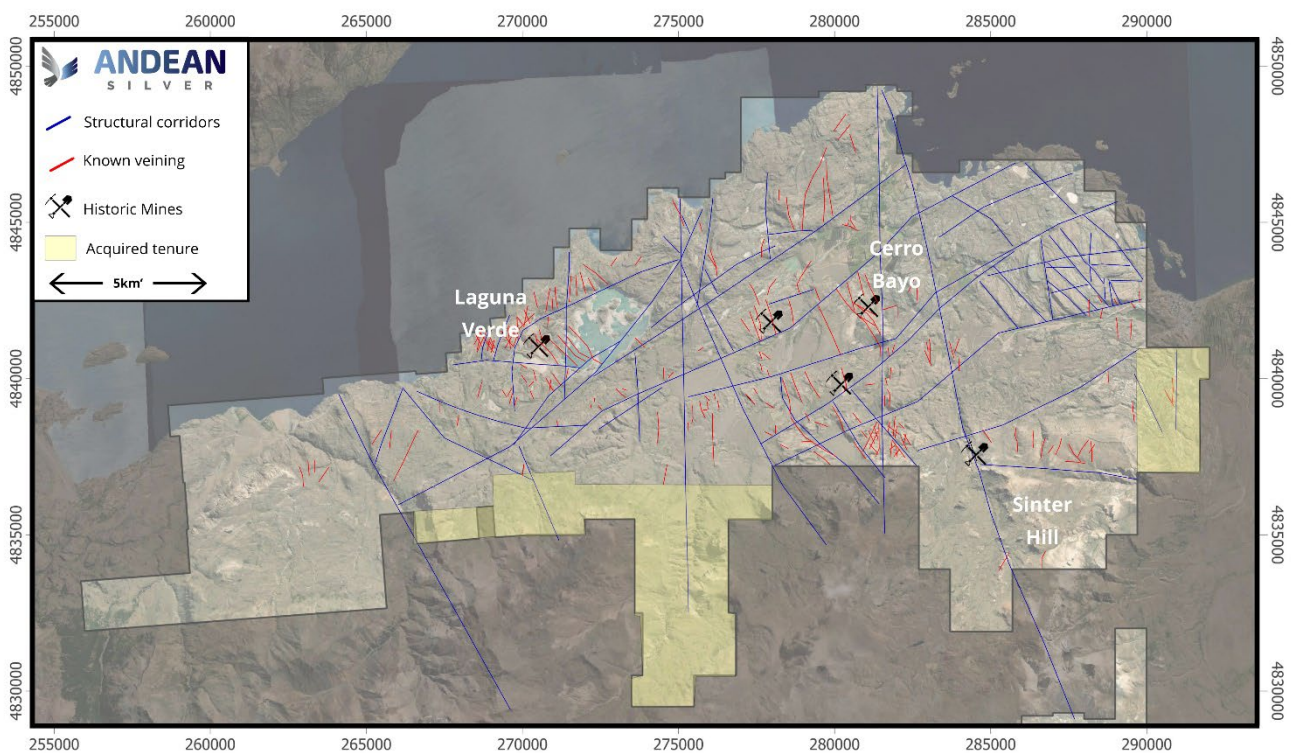 255000 260000 265000 270000 275000 280000 285000 290000
4850000
4850000
ANDEAN
SILVER
Structural corridors
Known veining
Historic Mines
Acquired tenure
5km'
4845000
4845000
Cerro
Bayo
Laguna
Verde
4840000
4840000
Sinter
Hill
4835000
4835000
4830000
4830000
255000 260000 265000 270000 275000 280000 285000 290000